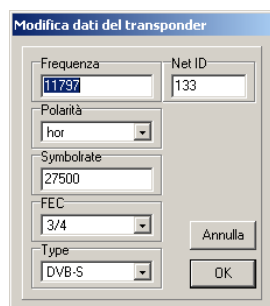 Modifica dati del transponder
Frequenza
11797
Net ID
133
Polarità
hor
Symbolrate
27500
FEC
3/4
Annulla
Type
DVB-S
OK